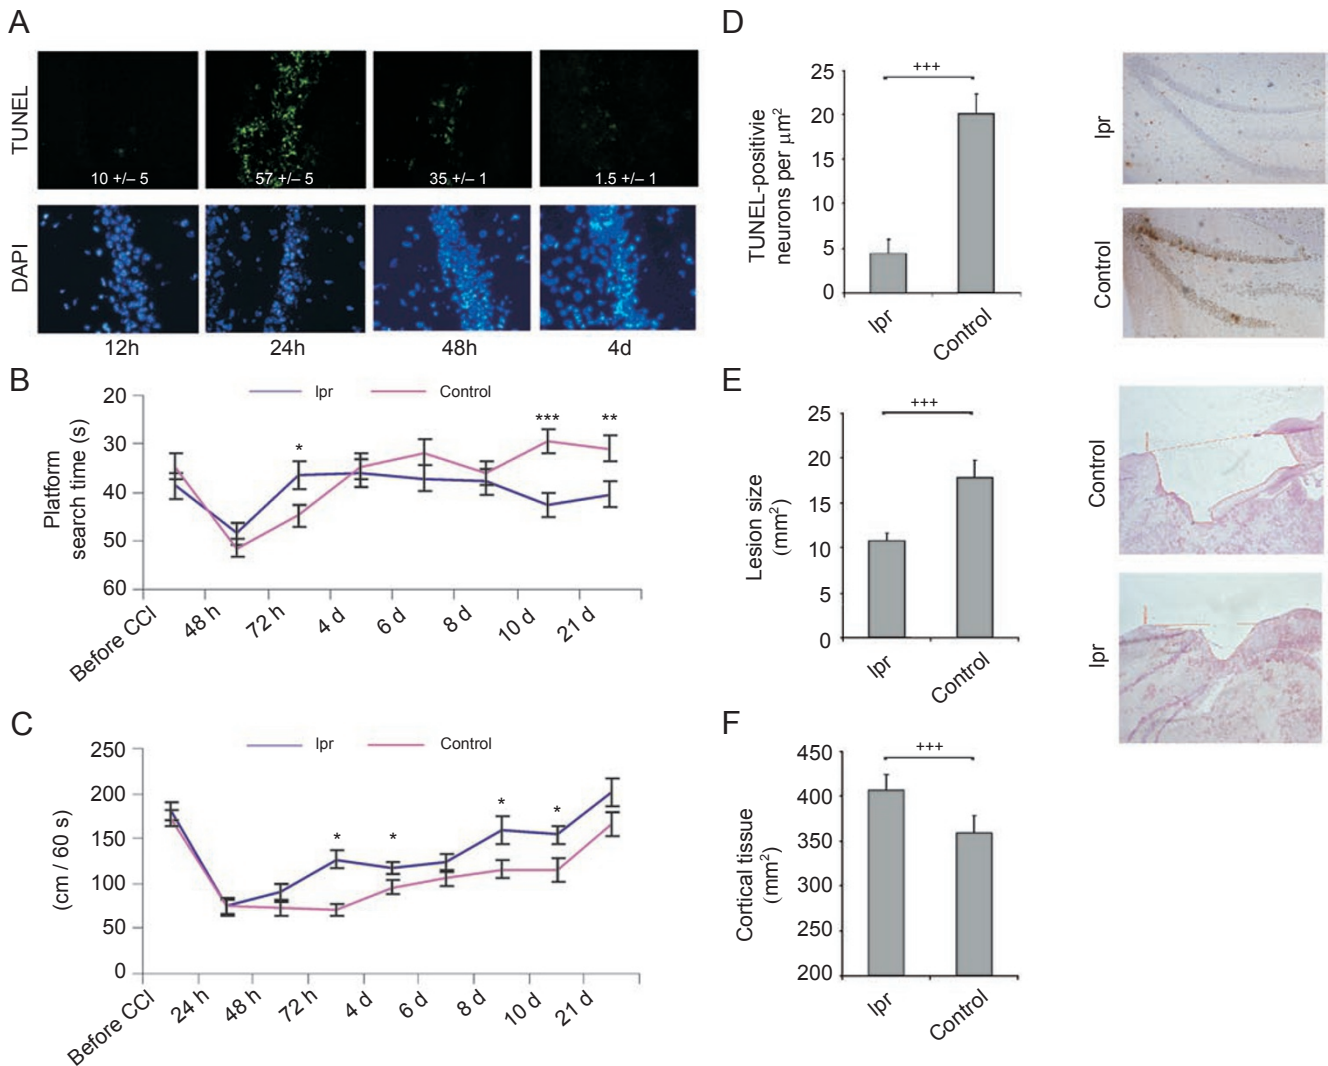 A
TUNEL
10 +/– 5
57 +/– 5
35 +/– 1
1.5 +/– 1
DAPI
12h
24h
48h
4d
B
lpr
Control
Platform
search time (s)
20
30
40
50
60
*
***
**
Before CCI
48 h
72 h
4 d
6 d
8 d
10 d
21 d
C
lpr
Control
(cm / 60 s)
250
200
150
100
50
0
*
*
*
*
Before CCI
24 h
48 h
72 h
4 d
6 d
8 d
10 d
21 d
D
TUNEL-positivie
neurons per μm²
25
20
15
10
5
0
+++
lpr
Control
lpr
Control
E
Lesion size
(mm²)
25
20
15
10
5
0
+++
lpr
Control
Control
lpr
F
Cortical tissue
(mm²)
450
400
350
300
250
200
+++
lpr
Control